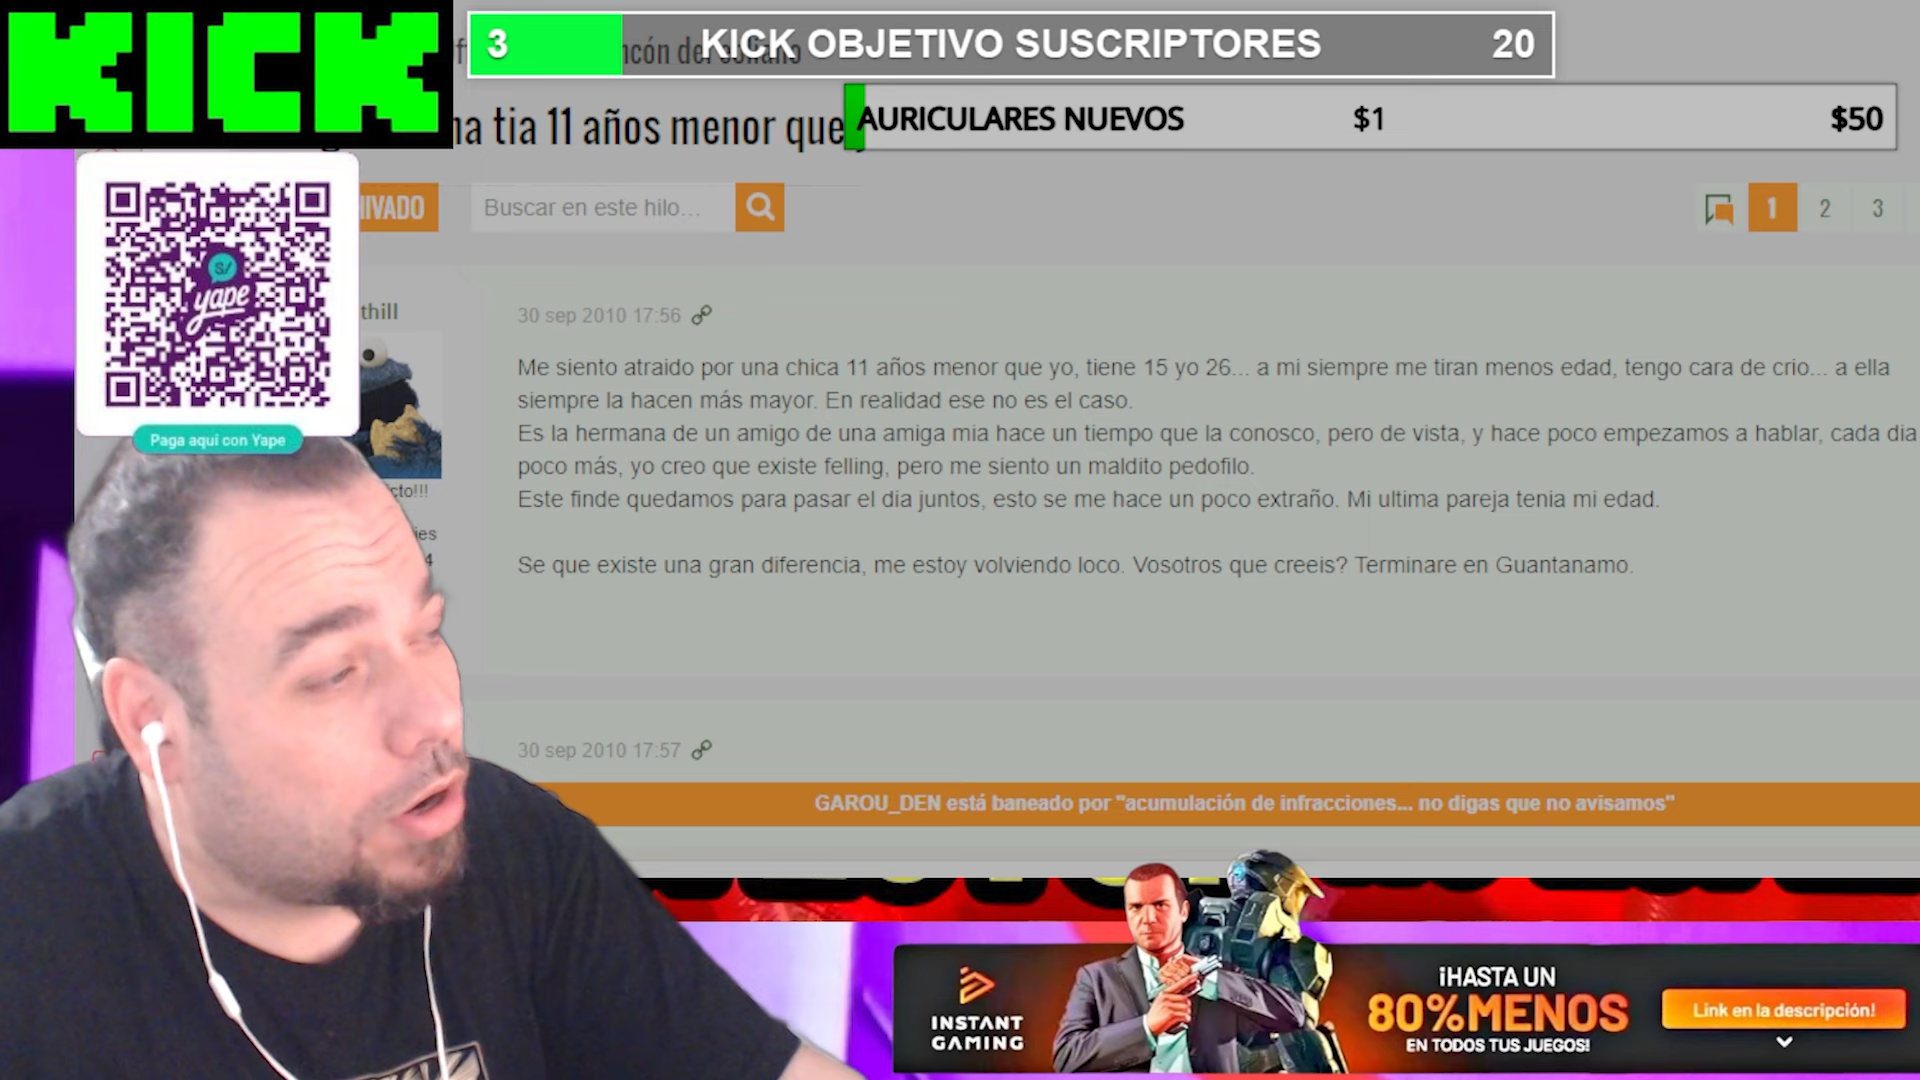 KICK
3 KICK OBJETIVO SUSCRIPTORES 20
AURICULARES NUEVOS $1 $50
tia 11 años menor que
Buscar en este hilo...
1 2 3
S/
yape
Paga aqui con Yape
30 sep 2010 17:56
Me siento atraido por una chica 11 años menor que yo, tiene 15 yo 26... a mi siempre me tiran menos edad, tengo cara de crio... a ella
siempre la hacen más mayor. En realidad ese no es el caso.
Es la hermana de un amigo de una amiga mia hace un tiempo que la conosco, pero de vista, y hace poco empezamos a hablar, cada dia
poco más, yo creo que existe felling, pero me siento un maldito pedofilo.
Este finde quedamos para pasar el dia juntos, esto se me hace un poco extraño. Mi ultima pareja tenia mi edad.
Se que existe una gran diferencia, me estoy volviendo loco. Vosotros que creeis? Terminare en Guantanamo.
30 sep 2010 17:57
GAROU_DEN está baneado por "acumulación de infracciones... no digas que no avisamos"
INSTANT
GAMING
¡HASTA UN
80%MENOS
EN TODOS TUS JUEGOS!
Link en la descripción!